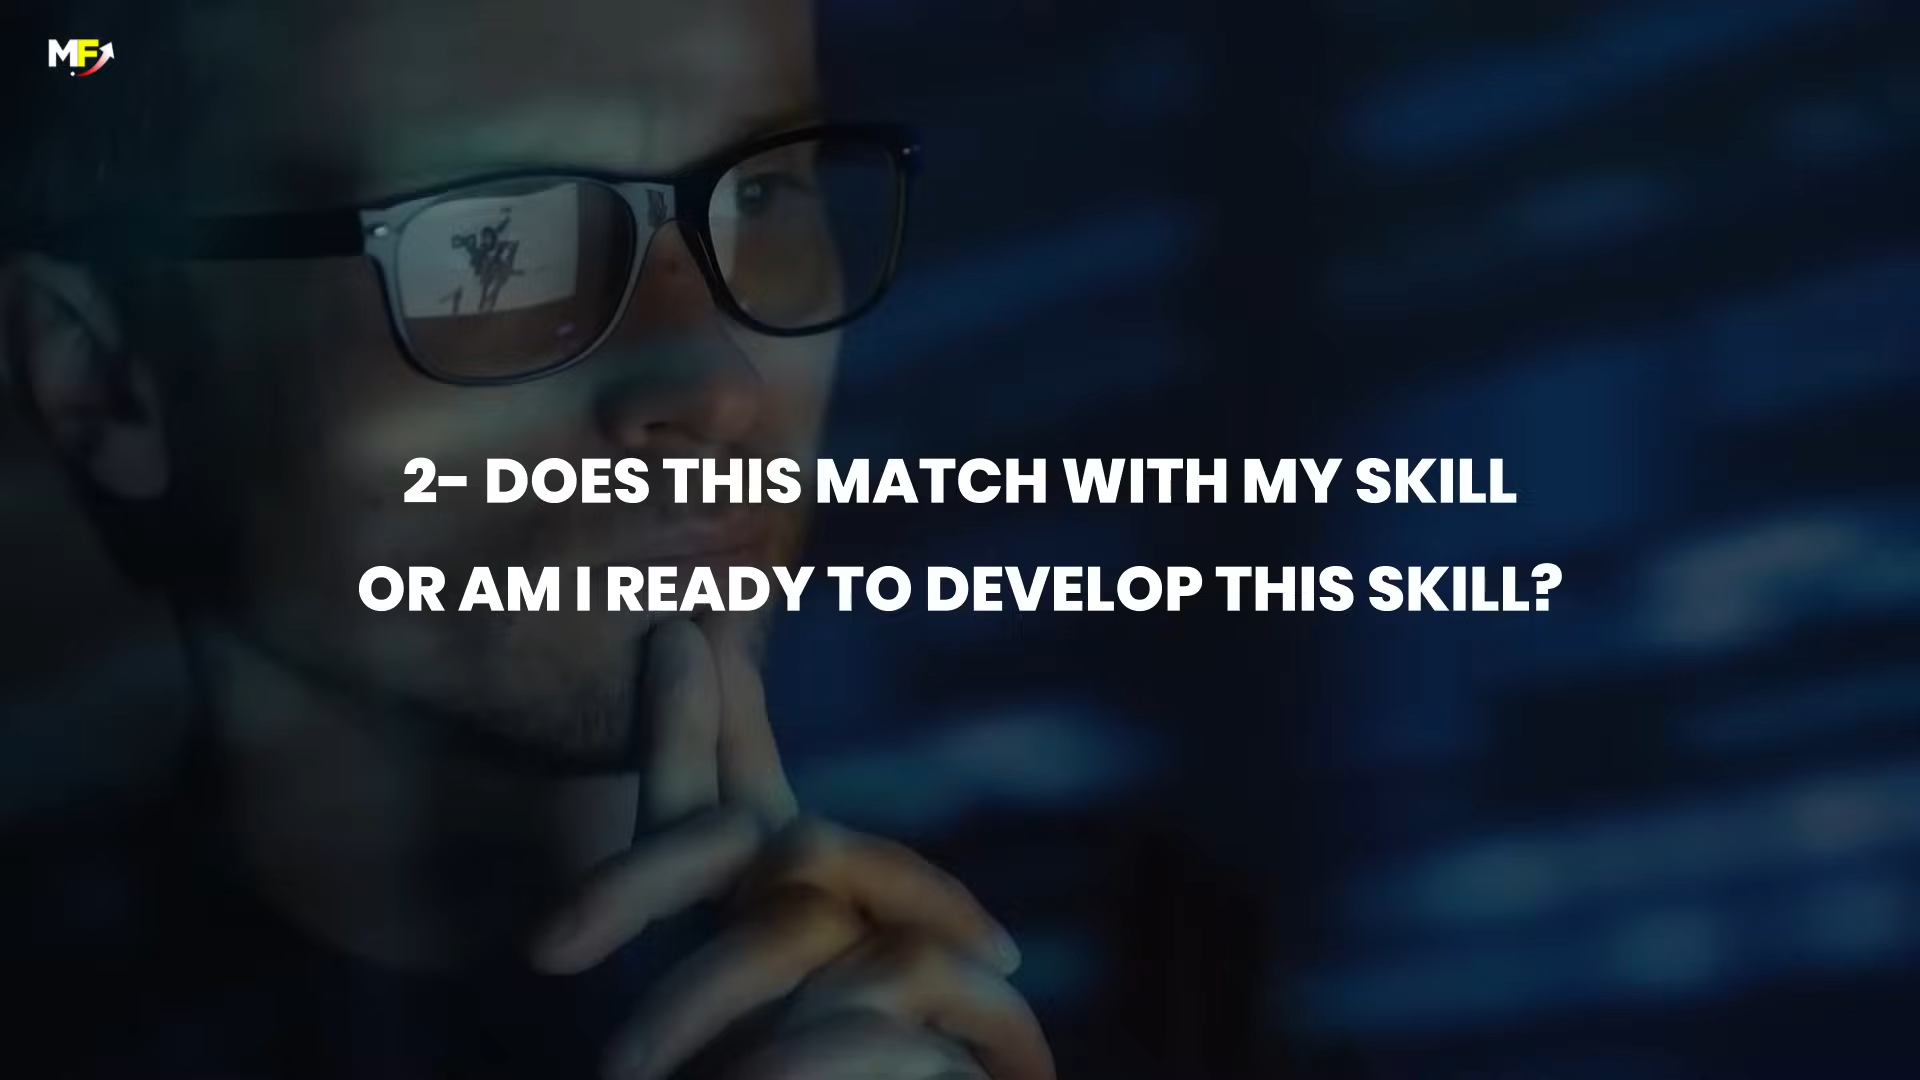 MF
2- DOES THIS MATCH WITH MY SKILL
OR AM I READY TO DEVELOP THIS SKILL?